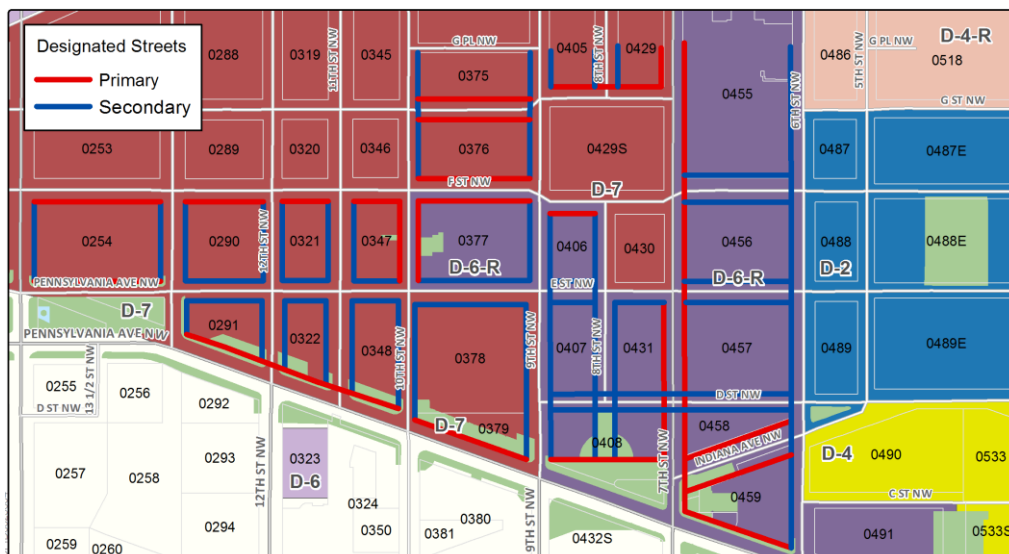 Designated Streets
Primary
Secondary
0288
0319
11TH ST NW
0345
G PL NW
0375
0405
8TH ST NW
0429
0455
6TH ST NW
0486
5TH ST NW
G PL NW
D-4-R
0518
G ST NW
0253
0289
0320
0346
0376
0429S
0487
0487E
F ST NW
D-7
0254
0290
12TH ST NW
0321
0347
0377
D-6-R
0406
0430
0456
D-6-R
0488
D-2
0488E
PENNSYLVANIA AVE NW
E ST NW
D-7
PENNSYLVANIA AVE NW
0291
0322
0348
10TH ST NW
0378
9TH ST NW
0407
8TH ST NW
0431
0457
0489
0489E
0255
13 1/2 ST NW
0256
D ST NW
0292
D ST NW
D-7
0379
0408
0458
INDIANA AVE NW
D-4
0490
0533
0257
0258
0293
12TH ST NW
0323
D-6
7TH ST NW
0459
C ST NW
0324
0294
0350
0380
0381
9TH ST NW
0432S
0491
0533S
0259
0260